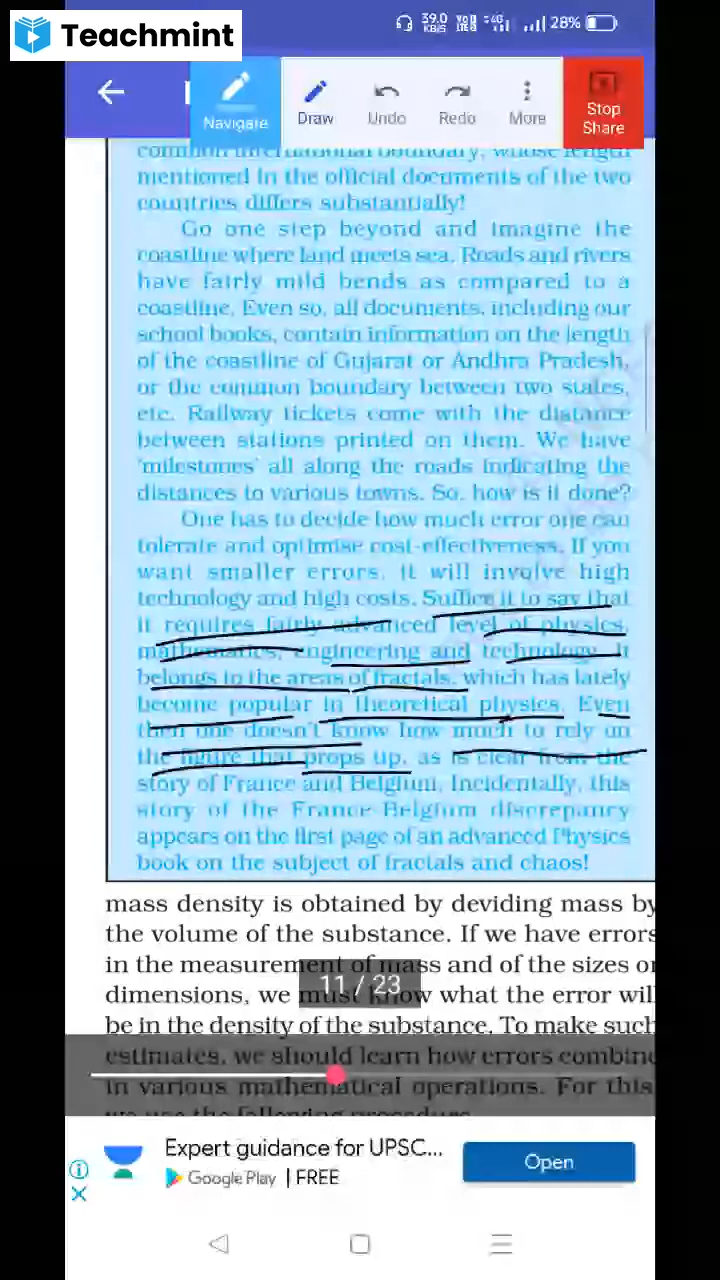 Teachmint
39.0 KB/S 4G 28%
Navigate
Draw
Undo
Redo
More
Stop
Share
common international boundary, whose length
mentioned in the official documents of the two
countries differs substantially!
Go one step beyond and imagine the
coastline where land meets sea. Roads and rivers
have fairly mild bends as compared to a
coastline. Even so, all documents, including our
school books, contain information on the length
of the coastline of Gujarat or Andhra Pradesh,
or the common boundary between two states,
etc. Railway tickets come with the distance
between stations printed on them. We have
'milestones' all along the roads indicating the
distances to various towns. So, how is it done?
One has to decide how much error one can
tolerate and optimise cost-effectiveness. If you
want smaller errors, it will involve high
technology and high costs. Suffice it to say that
it requires fairly advanced level of physics,
mathematics, engineering and technology. It
belongs to the areas of fractals, which has lately
become popular in theoretical physics. Even
then one doesn't know how much to rely on
the figure that props up, as is clear from the
story of France and Belgium. Incidentally, this
story of the France-Belgium discrepancy
appears on the first page of an advanced Physics
book on the subject of fractals and chaos!
mass density is obtained by deviding mass by
the volume of the substance. If we have errors
in the measurement of mass and of the sizes or
11 / 23
dimensions, we must know what the error will
be in the density of the substance. To make such
estimates, we should learn how errors combine
in various mathematical operations. For this
we use the following procedure
Expert guidance for UPSC...
Google Play | FREE
Open